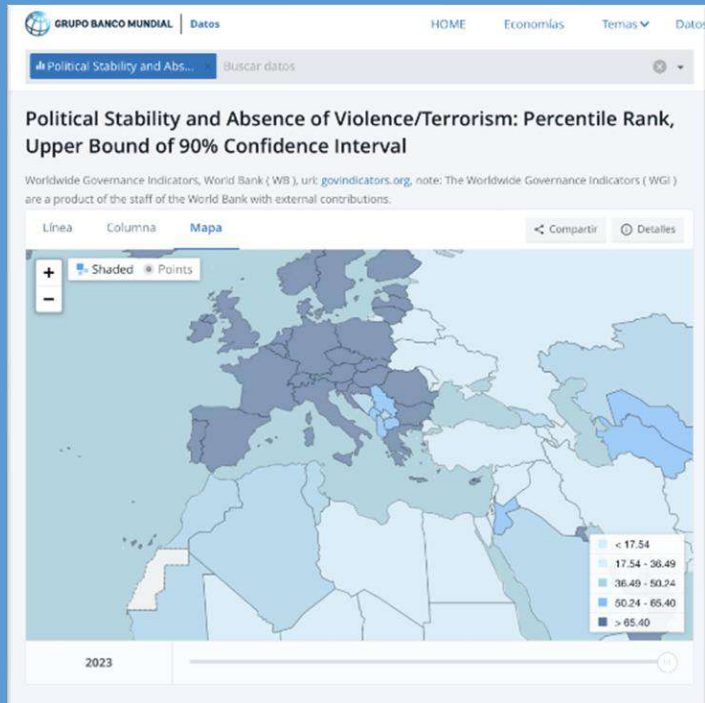 GRUPO BANCO MUNDIAL | Datos HOME Economías Temas Datos
Political Stability and Abs... × Buscar datos
Political Stability and Absence of Violence/Terrorism: Percentile Rank,
Upper Bound of 90% Confidence Interval
Worldwide Governance Indicators, World Bank ( WB ), uri: govindicators.org, note: The Worldwide Governance Indicators ( WGI )
are a product of the staff of the World Bank with external contributions.
Línea Columna Mapa Compartir Detalles
+ Shaded Points
−
< 17.54
17.54 - 36.49
36.49 - 50.24
50.24 - 65.40
> 65.40
2023